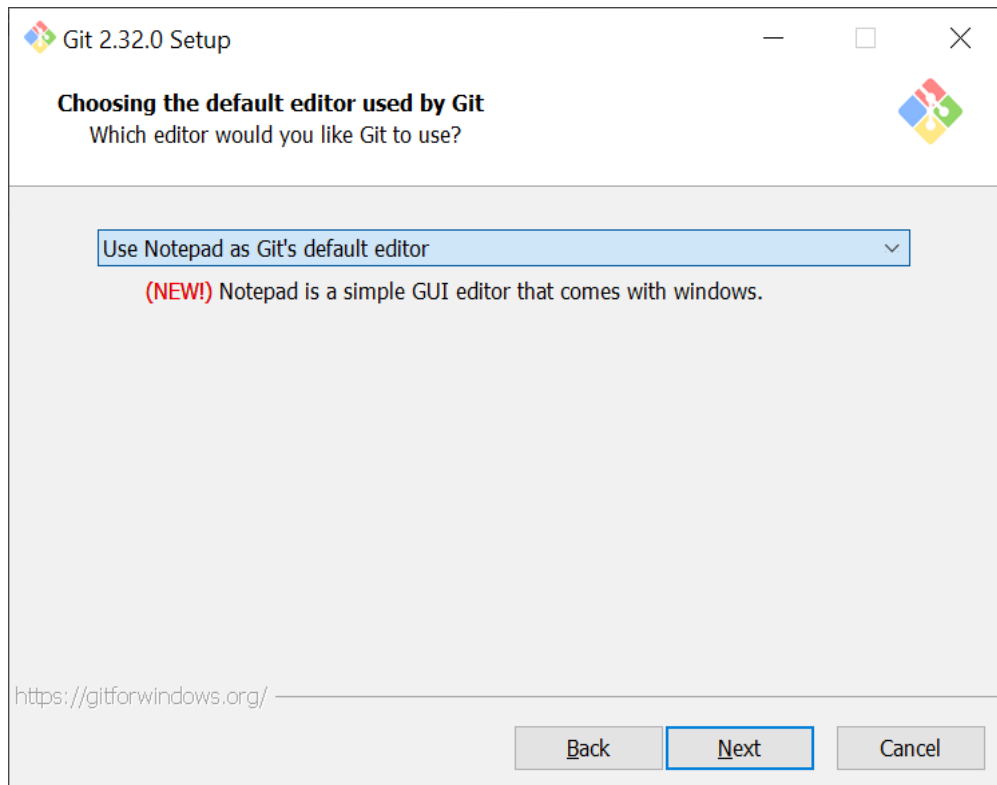 Git 2.32.0 Setup
Choosing the default editor used by Git
Which editor would you like Git to use?
Use Notepad as Git's default editor
(NEW!) Notepad is a simple GUI editor that comes with windows.
https://gitforwindows.org/
Back Next Cancel